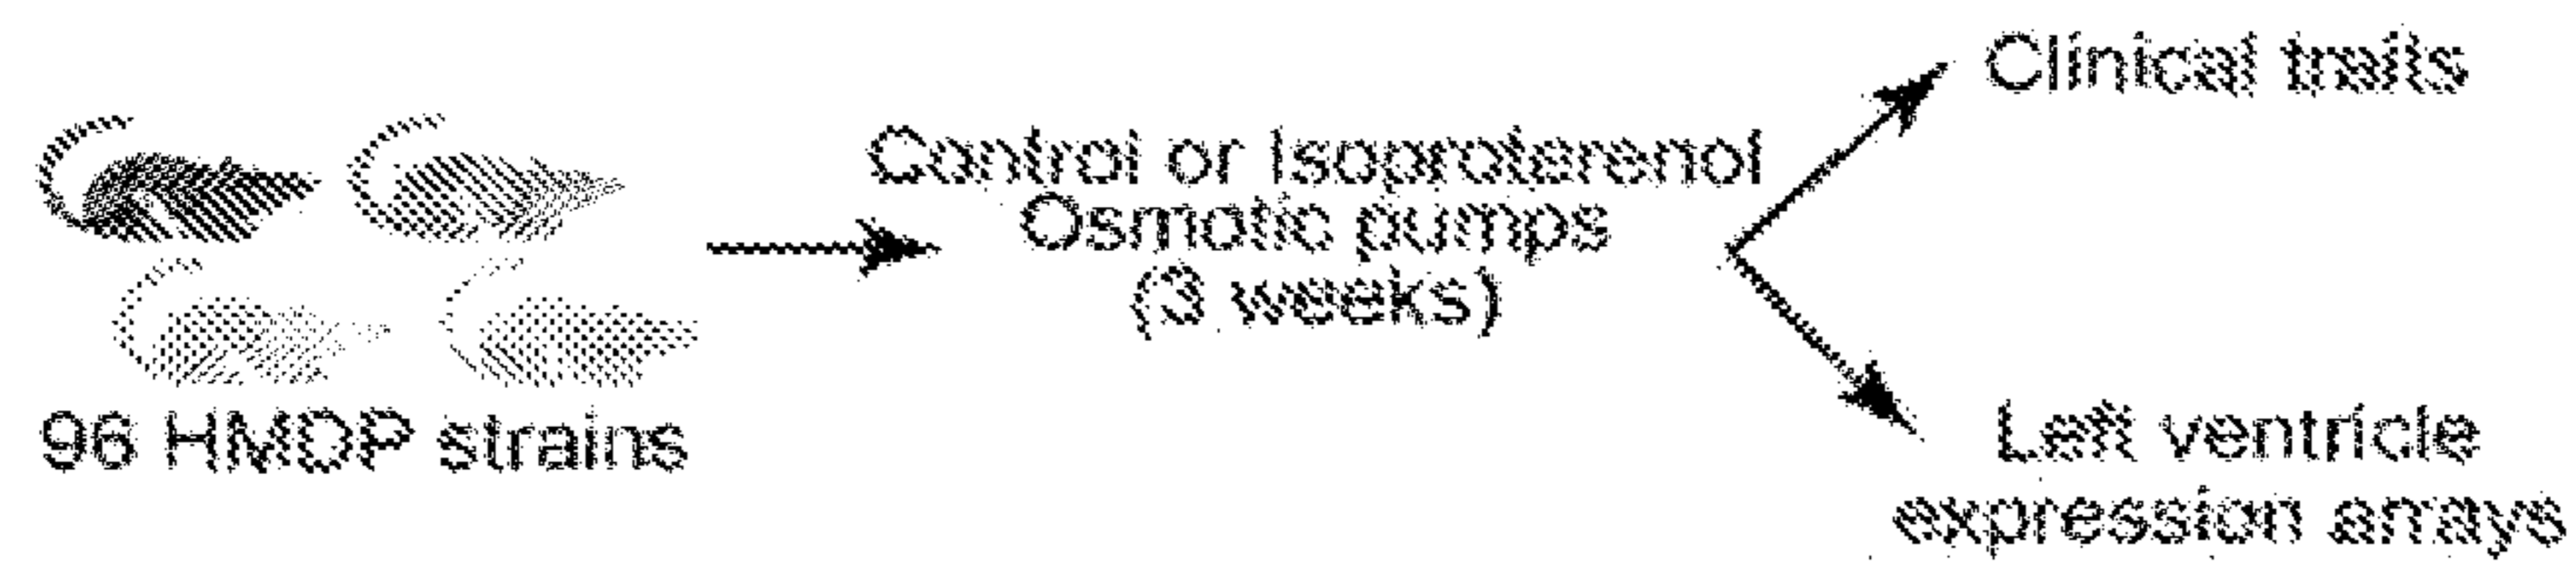 96 HMDP strains
Control or Isoproterenol
Osmotic pumps
(3 weeks)
Clinical traits
Left ventricle
expression arrays